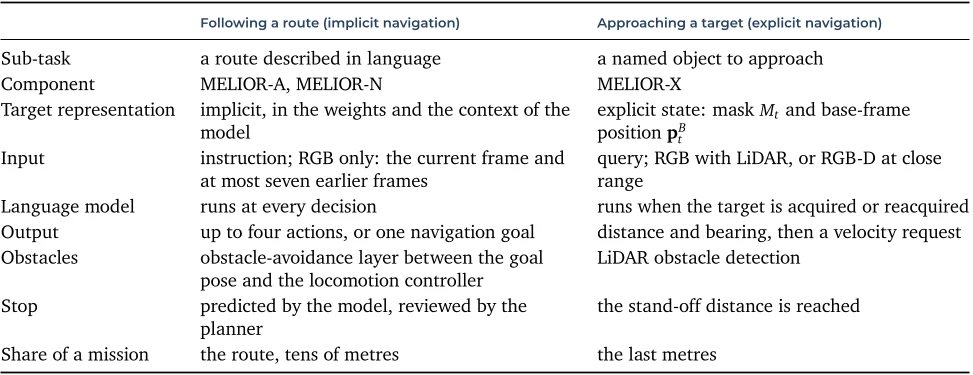 Following a route (implicit navigation) Approaching a target (explicit navigation)
Sub-task a route described in language a named object to approach
Component MELIOR-A, MELIOR-N MELIOR-X
Target representation implicit, in the weights and the context of the explicit state: mask M_t and base-frame
model position p_t^B
Input instruction; RGB only: the current frame and query; RGB with LiDAR, or RGB-D at close
at most seven earlier frames range
Language model runs at every decision runs when the target is acquired or reacquired
Output up to four actions, or one navigation goal distance and bearing, then a velocity request
Obstacles obstacle-avoidance layer between the goal LiDAR obstacle detection
pose and the locomotion controller
Stop predicted by the model, reviewed by the the stand-off distance is reached
planner
Share of a mission the route, tens of metres the last metres